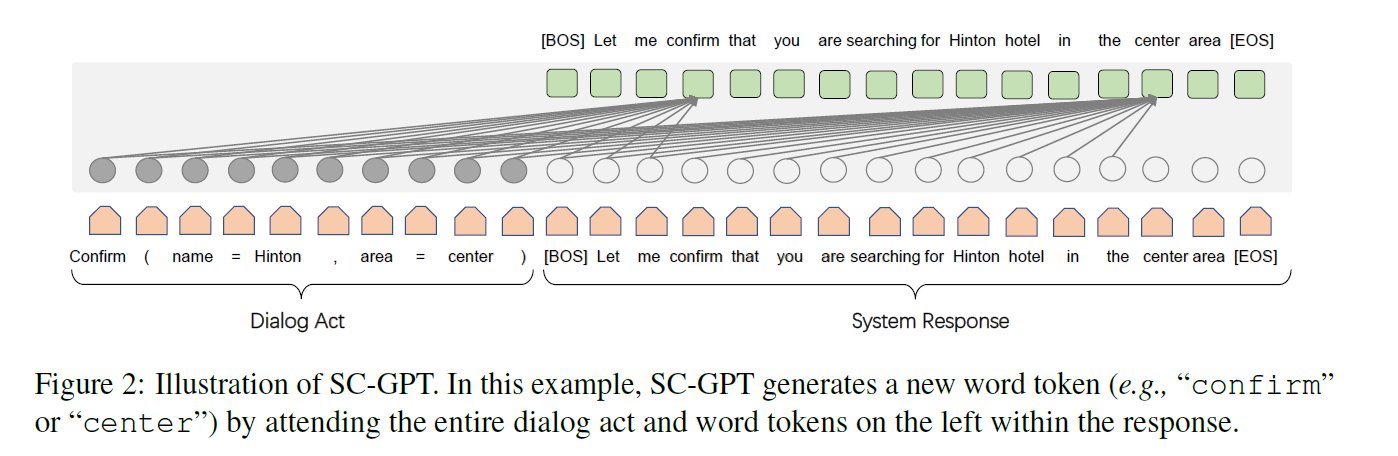 [BOS] Let me confirm that you are searching for Hinton hotel in the center area [EOS]
Confirm ( name = Hinton , area = center ) [BOS] Let me confirm that you are searching for Hinton hotel in the center area [EOS]
Dialog Act System Response
Figure 2: Illustration of SC-GPT. In this example, SC-GPT generates a new word token (e.g., “confirm”
or “center”) by attending the entire dialog act and word tokens on the left within the response.